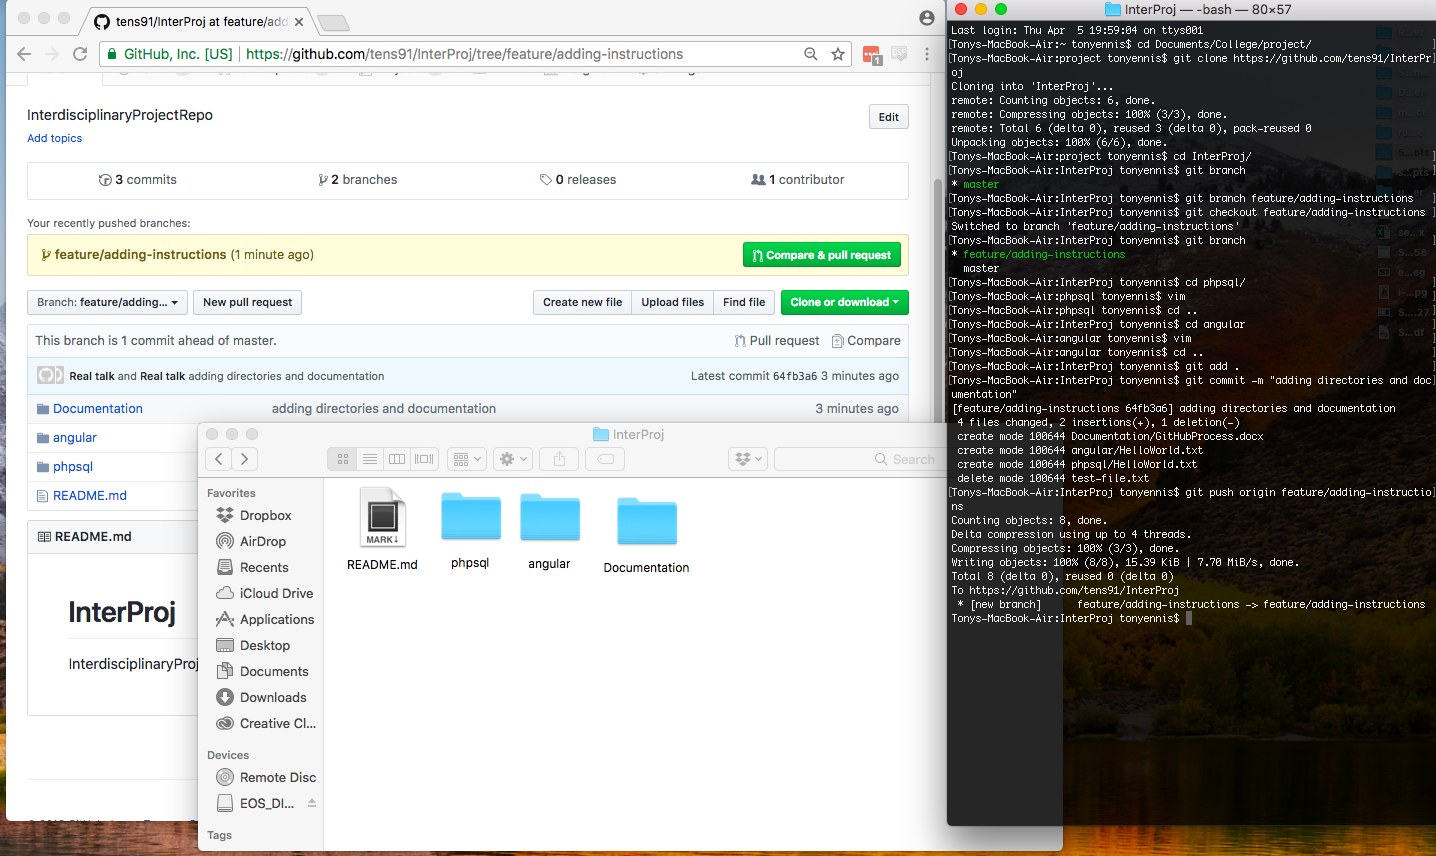 tens91/InterProj at feature/add
GitHub, Inc. [US] | https://github.com/tens91/InterProj/tree/feature/adding-instructions
1
InterdisciplinaryProjectRepo
Edit
Add topics
3 commits
2 branches
0 releases
1 contributor
Your recently pushed branches:
feature/adding-instructions (1 minute ago)
Compare & pull request
Branch: feature/adding...
New pull request
Create new file
Upload files
Find file
Clone or download
This branch is 1 commit ahead of master.
Pull request
Compare
Real talk and Real talk adding directories and documentation
Latest commit 64fb3a6 3 minutes ago
Documentation
adding directories and documentation
3 minutes ago
angular
phpsql
README.md
README.md
InterProj
InterdisciplinaryProj
InterProj
Search
Favorites
Dropbox
AirDrop
Recents
iCloud Drive
Applications
Desktop
Documents
Downloads
Creative Cl...
Devices
Remote Disc
EOS_DI...
Tags
MARK↓
README.md
phpsql
angular
Documentation
InterProj — -bash — 80×57
Last login: Thu Apr  5 19:59:04 on ttys001
[Tonys-MacBook-Air:~ tonyennis$ cd Documents/College/project/
[Tonys-MacBook-Air:project tonyennis$ git clone https://github.com/tens91/InterPr]
oj
Cloning into 'InterProj'...
remote: Counting objects: 6, done.
remote: Compressing objects: 100% (3/3), done.
remote: Total 6 (delta 0), reused 3 (delta 0), pack-reused 0
Unpacking objects: 100% (6/6), done.
[Tonys-MacBook-Air:project tonyennis$ cd InterProj/
[Tonys-MacBook-Air:InterProj tonyennis$ git branch
* master
[Tonys-MacBook-Air:InterProj tonyennis$ git branch feature/adding-instructions
[Tonys-MacBook-Air:InterProj tonyennis$ git checkout feature/adding-instructions
Switched to branch 'feature/adding-instructions'
[Tonys-MacBook-Air:InterProj tonyennis$ git branch
* feature/adding-instructions
master
[Tonys-MacBook-Air:InterProj tonyennis$ cd phpsql/
[Tonys-MacBook-Air:phpsql tonyennis$ vim
[Tonys-MacBook-Air:phpsql tonyennis$ cd ..
[Tonys-MacBook-Air:InterProj tonyennis$ cd angular
[Tonys-MacBook-Air:angular tonyennis$ vim
[Tonys-MacBook-Air:angular tonyennis$ cd ..
[Tonys-MacBook-Air:InterProj tonyennis$ git add .
[Tonys-MacBook-Air:InterProj tonyennis$ git commit -m "adding directories and doc]
umentation"
[feature/adding-instructions 64fb3a6] adding directories and documentation
4 files changed, 2 insertions(+), 1 deletion(-)
create mode 100644 Documentation/GitHubProcess.docx
create mode 100644 angular/HelloWorld.txt
create mode 100644 phpsql/HelloWorld.txt
delete mode 100644 test-file.txt
[Tonys-MacBook-Air:InterProj tonyennis$ git push origin feature/adding-instructio]
ns
Counting objects: 8, done.
Delta compression using up to 4 threads.
Compressing objects: 100% (3/3), done.
Writing objects: 100% (8/8), 15.39 KiB | 7.70 MiB/s, done.
Total 8 (delta 0), reused 0 (delta 0)
To https://github.com/tens91/InterProj
* [new branch]      feature/adding-instructions -> feature/adding-instructions
Tonys-MacBook-Air:InterProj tonyennis$